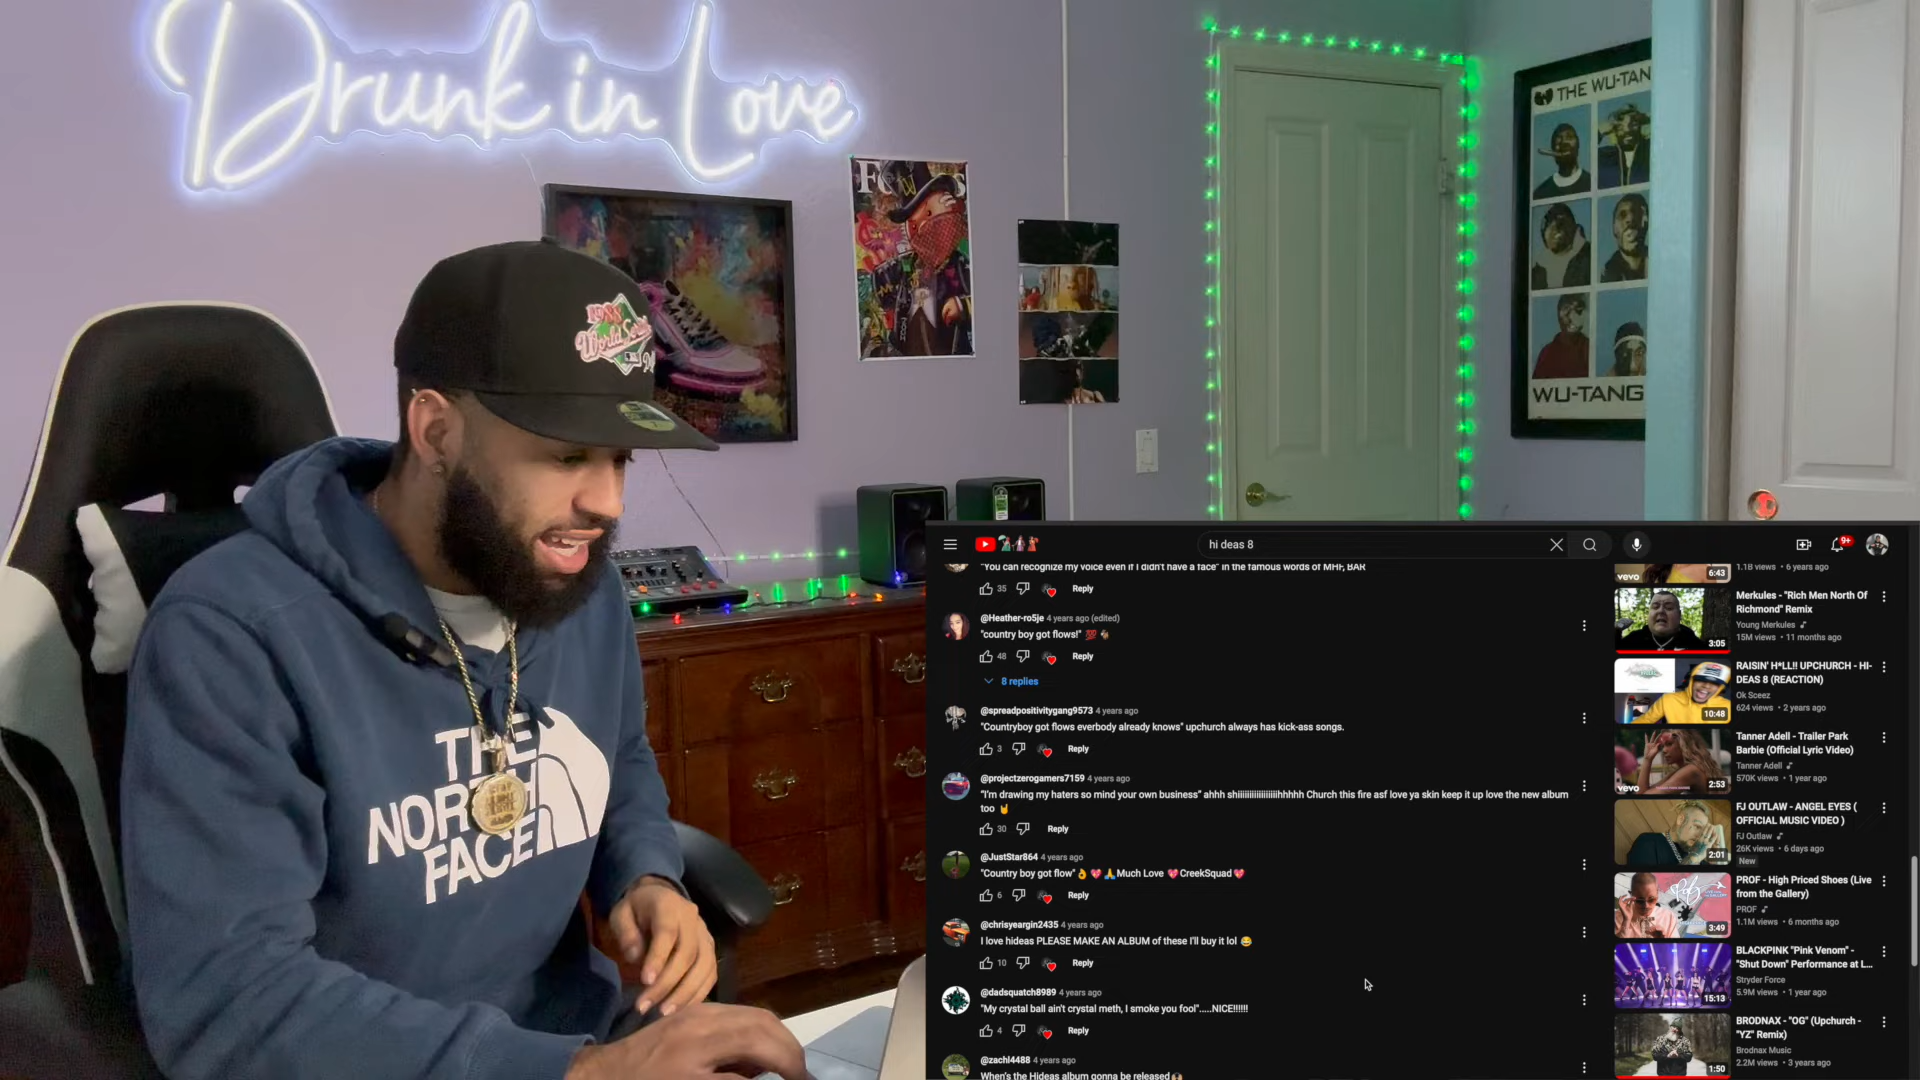 Drunk in Love
THE WU-TAN
WU-TANG
1988
World Series
THE
NORTH
FACE
hi deas 8
9+
"You can recognize my voice even if I didn't have a face" in the famous words of MHF, BAR
35 Reply
@Heather-ro5je 4 years ago (edited)
"country boy got flows!" 💯
48 Reply
8 replies
@spreadpositivitygang9573 4 years ago
"Countryboy got flows everbody already knows" upchurch always has kick-ass songs.
3 Reply
@projectzerogamers7159 4 years ago
"I'm drawing my haters so mind your own business" ahhh shiiiiiiiiiiiiiiiiihhhhh Church this fire asf love ya skin keep it up love the new album
too 🤘
30 Reply
@JustStar864 4 years ago
"Country boy got flow"👌💖🙏Much Love 💖CreekSquad💖
6 Reply
@chrisyeargin2435 4 years ago
I love hideas PLEASE MAKE AN ALBUM of these I'll buy it lol 😂
10 Reply
@dadsquatch8989 4 years ago
"My crystal ball ain't crystal meth, I smoke you fool".....NICE!!!!!!
4 Reply
@zachl4488 4 years ago
When's the Hideas album gonna be released
vevo
6:43
1.1B views • 6 years ago
3:05
Merkules - "Rich Men North Of
Richmond" Remix
Young Merkules
15M views • 11 months ago
10:48
RAISIN' H*LL!! UPCHURCH - HI-
DEAS 8 (REACTION)
Ok Sceez
624 views • 2 years ago
vevo
2:53
Tanner Adell - Trailer Park
Barbie (Official Lyric Video)
Tanner Adell
570K views • 1 year ago
2:01
FJ OUTLAW - ANGEL EYES (
OFFICIAL MUSIC VIDEO )
FJ Outlaw
26K views • 6 days ago
New
3:49
PROF - High Priced Shoes (Live
from the Gallery)
PROF
1.1M views • 6 months ago
15:13
BLACKPINK "Pink Venom" -
"Shut Down" Performance at L...
Stryder Force
5.9M views • 1 year ago
1:50
BRODNAX - "OG" (Upchurch -
"YZ" Remix)
Brodnax Music
2.2M views • 3 years ago